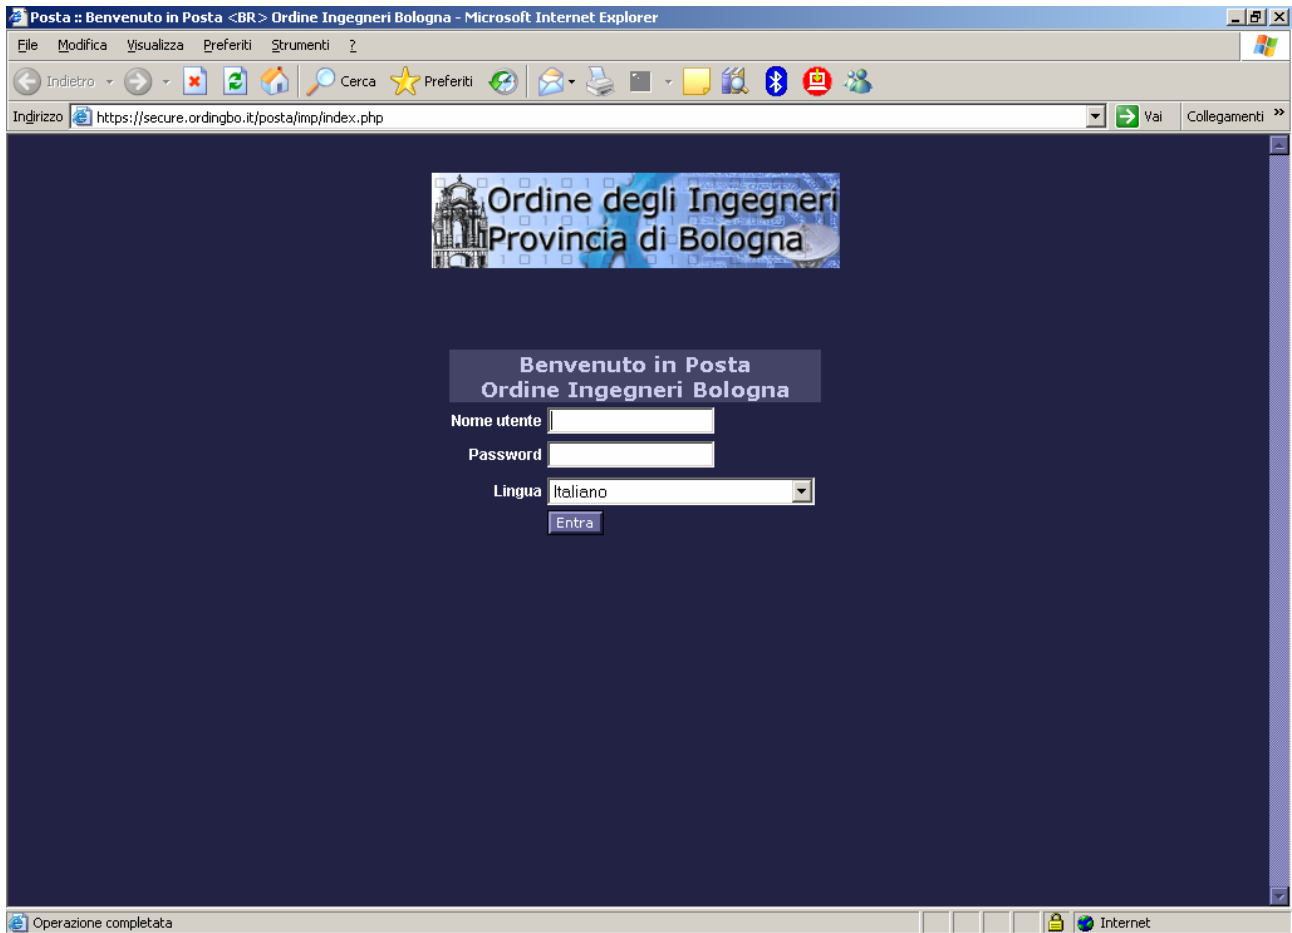 Posta :: Benvenuto in Posta <BR> Ordine Ingegneri Bologna - Microsoft Internet Explorer
File Modifica Visualizza Preferiti Strumenti ?
Indietro Cerca Preferiti
Indirizzo https://secure.ordingbo.it/posta/imp/index.php Vai Collegamenti »
Ordine degli Ingegneri
Provincia di Bologna
Benvenuto in Posta
Ordine Ingegneri Bologna
Nome utente
Password
Lingua Italiano
Entra
Operazione completata Internet